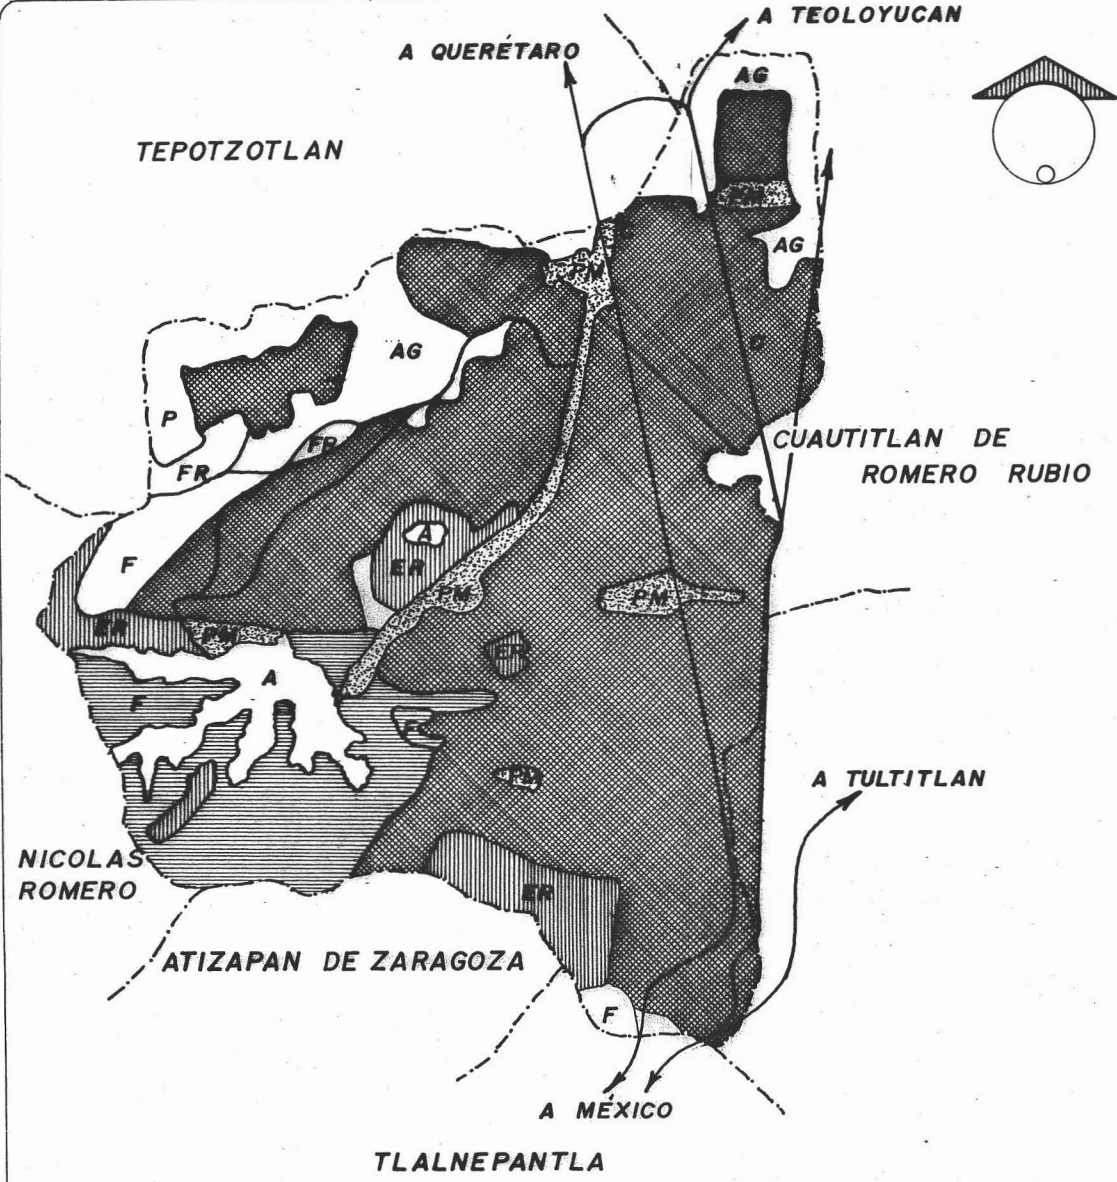 A TEOLOYUCAN
A QUERÉTARO
AG
TEPOTZOTLAN
PM
AG
PM
AG
P
FR
FR
CUAUTITLAN DE
ROMERO RUBIO
A
F
ER
PM
PM
ER
PM
ER
A
F
PM
A TULTITLAN
NICOLAS
ROMERO
ER
ATIZAPAN DE ZARAGOZA
F
A MÉXICO
TLALNEPANTLA